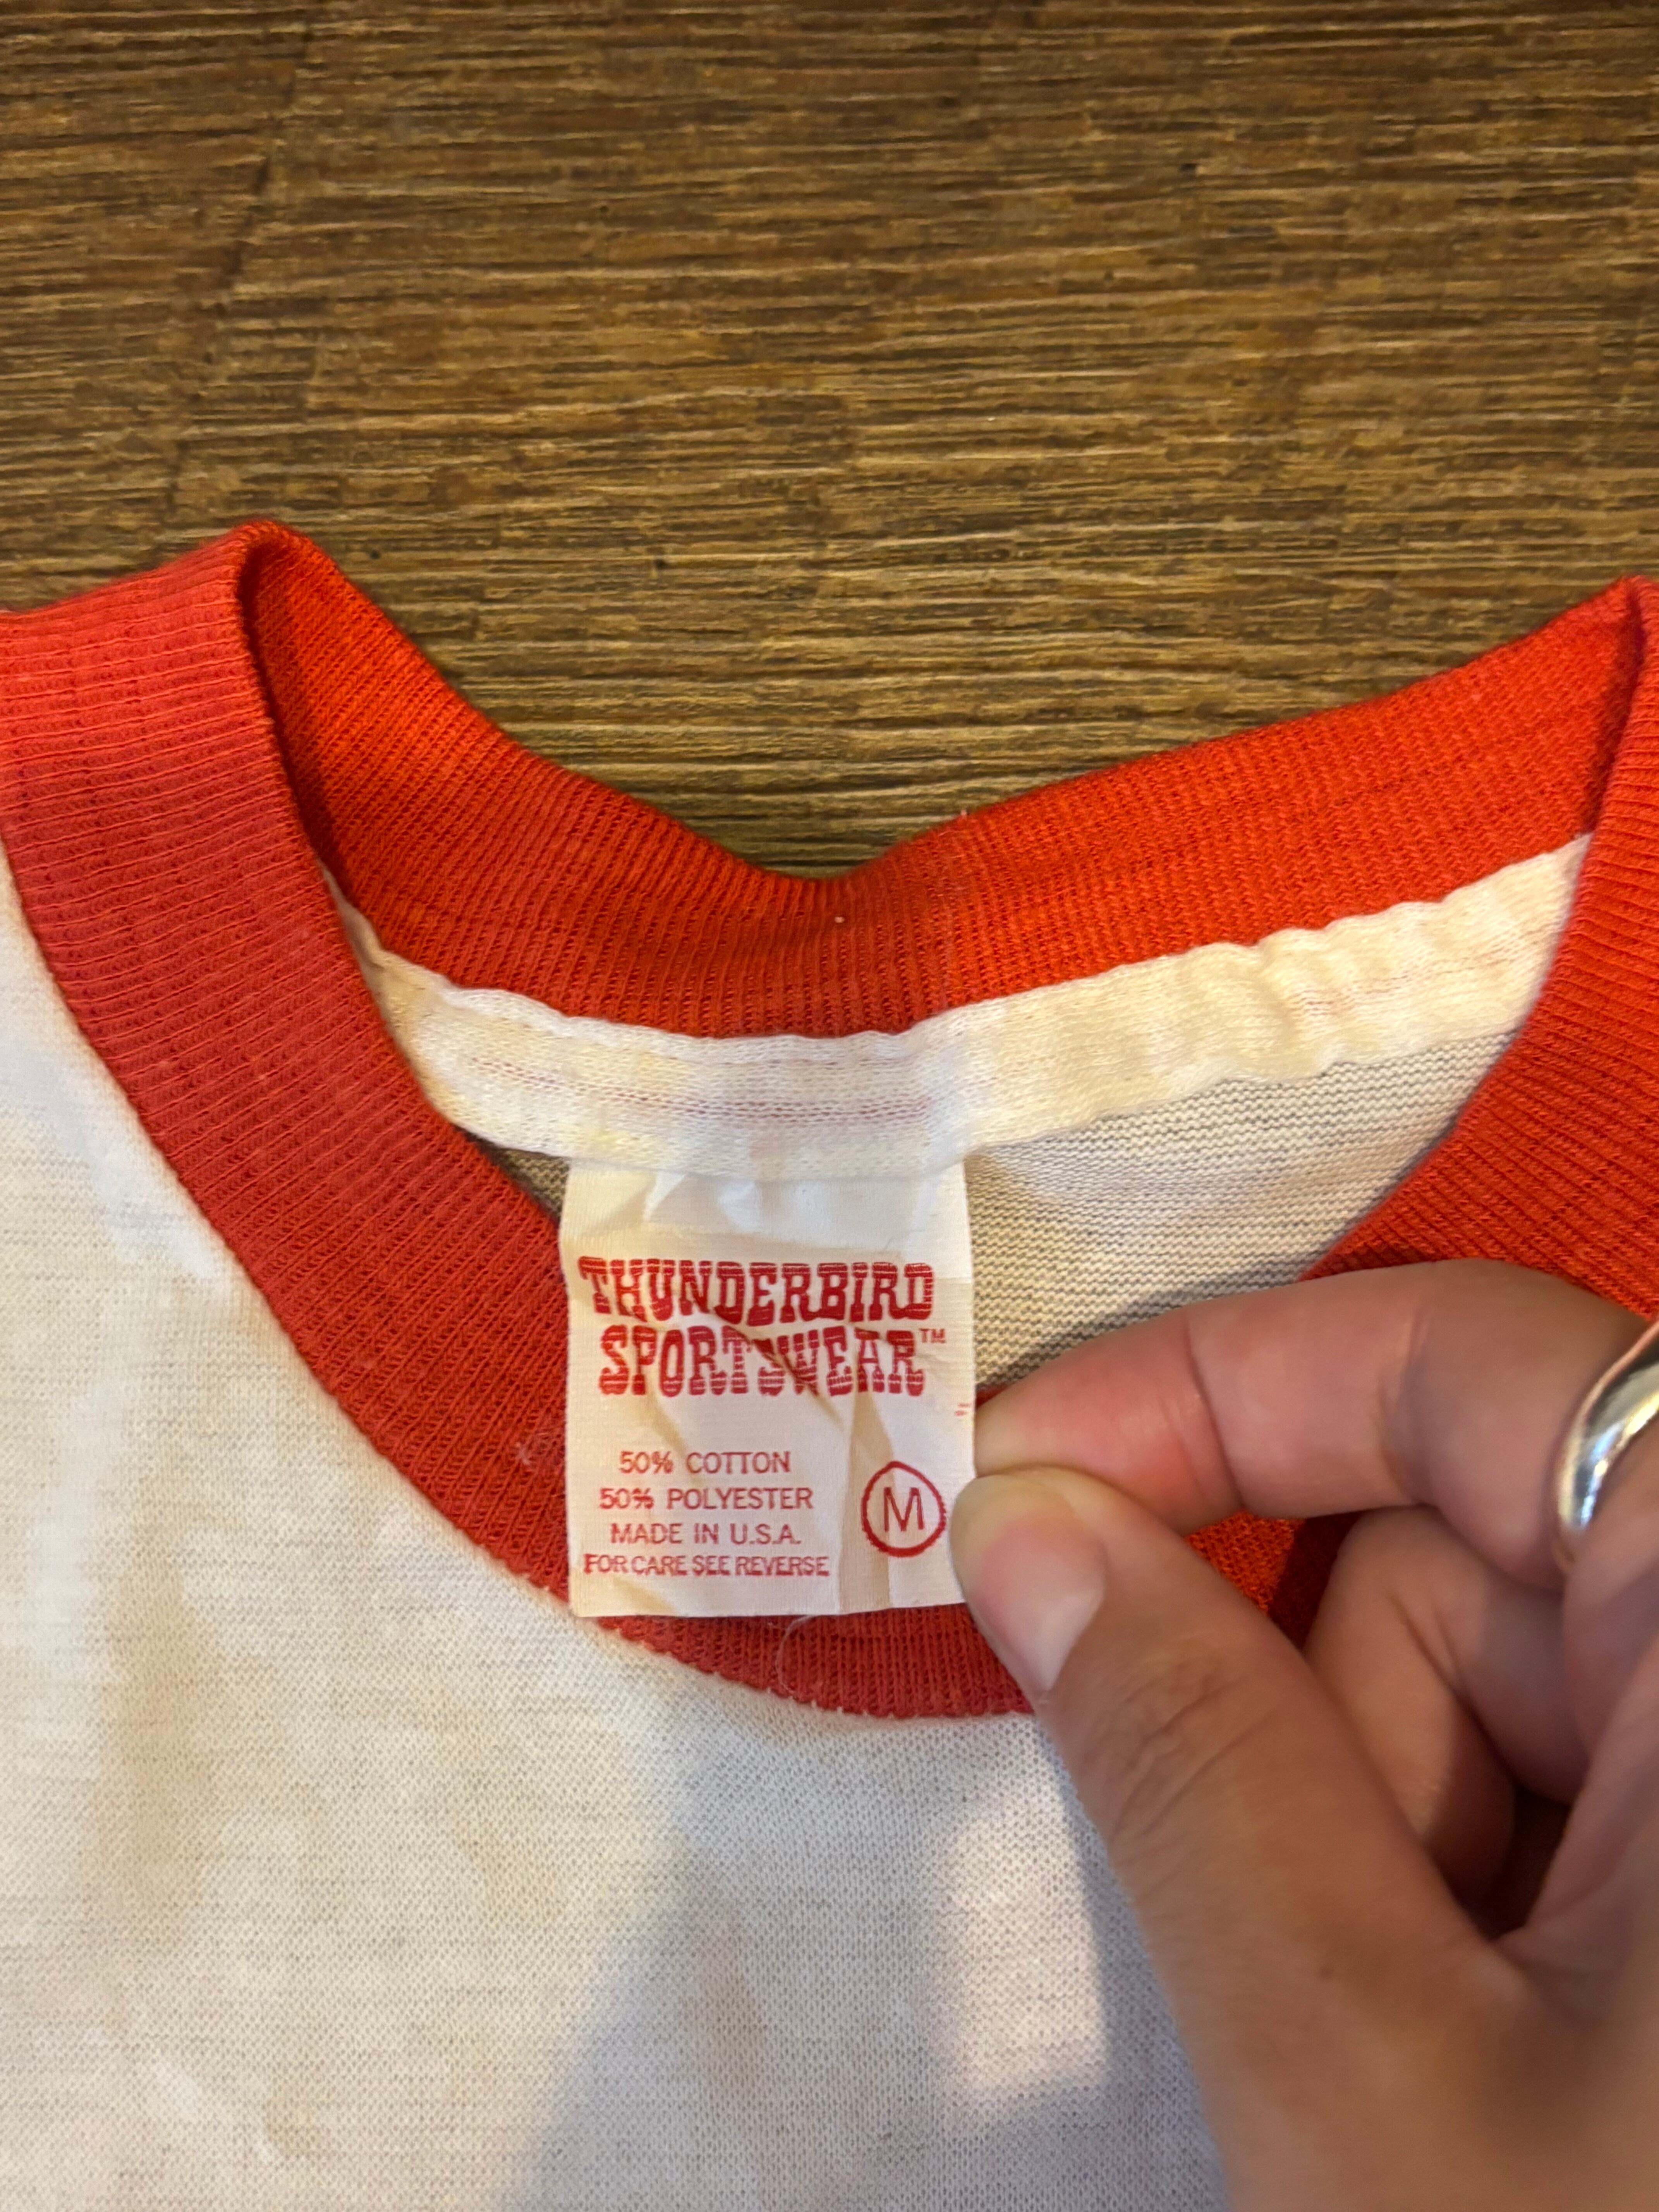 THUNDERBIRD
SPORTSWEAR™
50% COTTON
50% POLYESTER
MADE IN U.S.A.
FOR CARE SEE REVERSE
M